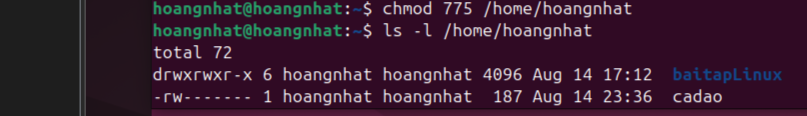 hoangnhat@hoangnhat:~$ chmod 775 /home/hoangnhat
hoangnhat@hoangnhat:~$ ls -l /home/hoangnhat
total 72
drwxrwxr-x 6 hoangnhat hoangnhat 4096 Aug 14 17:12 baitapLinux
-rw------- 1 hoangnhat hoangnhat  187 Aug 14 23:36 cadao